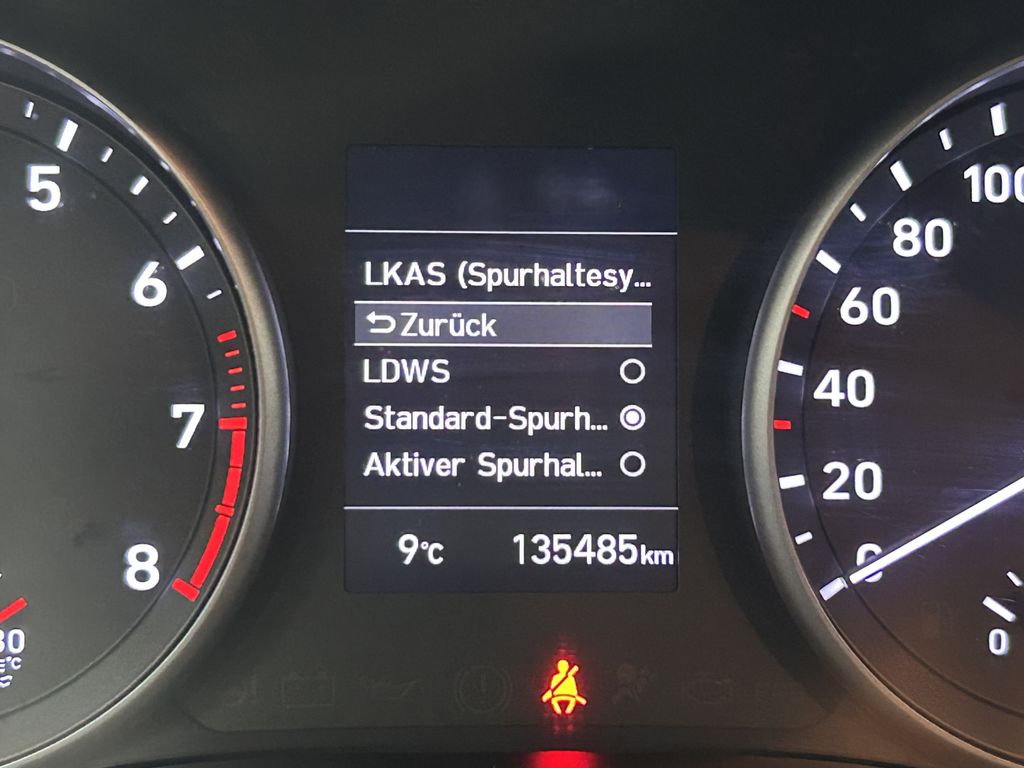 5
6
7
8
LKAS (Spurhaltesy...
Zurück
LDWS
Standard-Spurh...
Aktiver Spurhal...
9°C 135485km
100
80
60
40
20
0
0